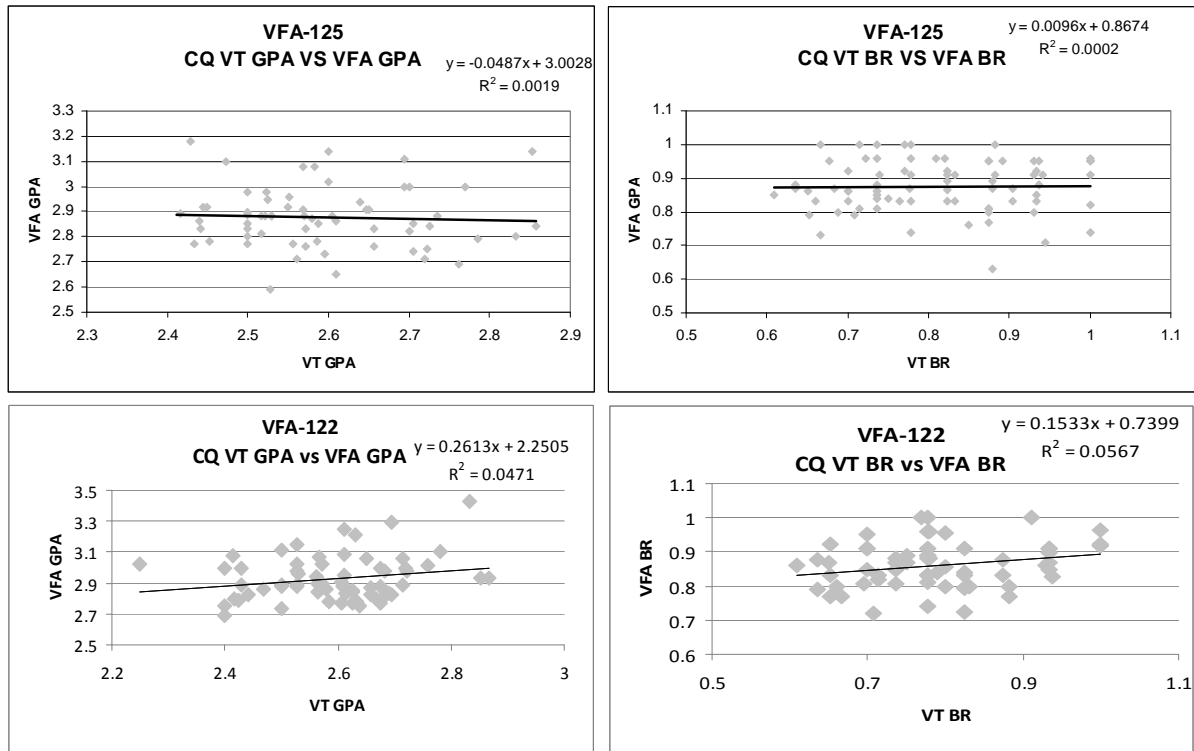 VFA-125
CQ VT GPA VS VFA GPA
y = -0.0487x + 3.0028
R² = 0.0019
VFA GPA
3.3
3.2
3.1
3
2.9
2.8
2.7
2.6
2.5
2.3
2.4
2.5
2.6
2.7
2.8
2.9
VT GPA
VFA-125
CQ VT BR VS VFA BR
y = 0.0096x + 0.8674
R² = 0.0002
VFA GPA
1.1
1
0.9
0.8
0.7
0.6
0.5
0.5
0.6
0.7
0.8
0.9
1
1.1
VT BR
VFA-122
CQ VT GPA vs VFA GPA
y = 0.2613x + 2.2505
R² = 0.0471
VFA GPA
3.5
3.3
3.1
2.9
2.7
2.5
2.2
2.4
2.6
2.8
3
VT GPA
VFA-122
CQ VT BR vs VFA BR
y = 0.1533x + 0.7399
R² = 0.0567
VFA BR
1.1
1
0.9
0.8
0.7
0.6
0.5
0.7
0.9
1.1
VT BR